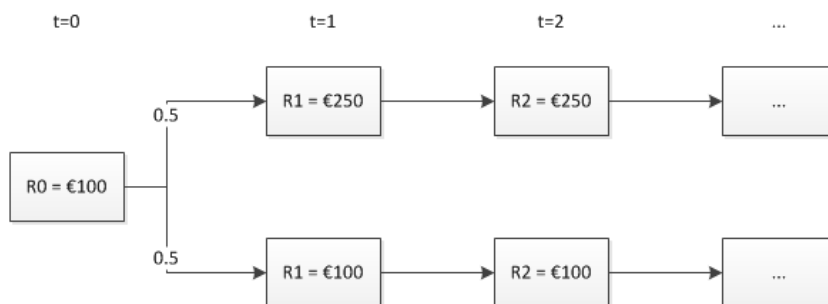 t=0 t=1 t=2 ...
R1 = €250 R2 = €250 ...
0.5
R0 = €100
0.5
R1 = €100 R2 = €100 ...